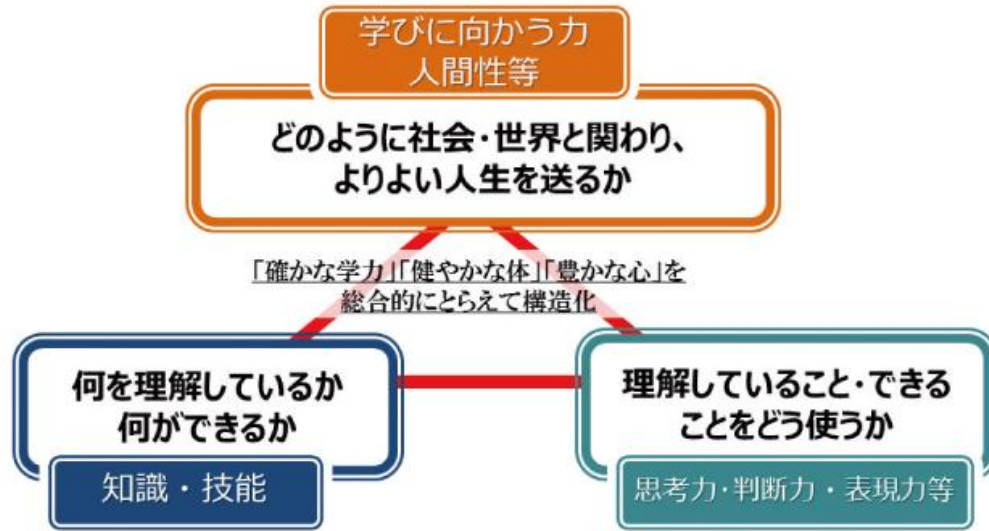 学びに向かう力
人間性等
どのように社会・世界と関わり、
よりよい人生を送るか
「確かな学力」「健やかな体」「豊かな心」を
総合的にとらえて構造化
何を理解しているか
何ができるか
知識・技能
理解していること・できる
ことをどう使うか
思考力・判断力・表現力等